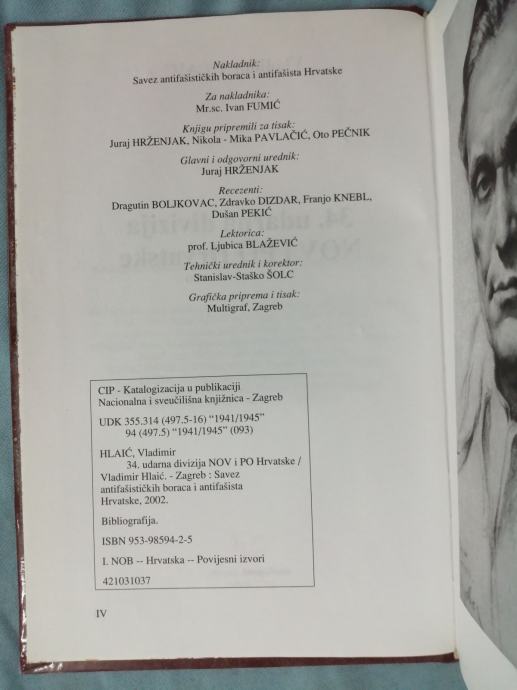 Nakladnik:
Savez antifašističkih boraca i antifašista Hrvatske
Za nakladnika:
Mr.sc. Ivan FUMIĆ
Knjigu pripremili za tisak:
Juraj HRŽENJAK, Nikola - Mika PAVLAČIĆ, Oto PEČNIK
Glavni i odgovorni urednik:
Juraj HRŽENJAK
Recezenti:
Dragutin BOLJKOVAC, Zdravko DIZDAR, Franjo KNEBL,
Dušan PEKIĆ
Lektorica:
prof. Ljubica BLAŽEVIĆ
Tehnički urednik i korektor:
Stanislav-Staško ŠOLC
Grafička priprema i tisak:
Multigraf, Zagreb
CIP - Katalogizacija u publikaciji
Nacionalna i sveučilišna knjižnica - Zagreb
UDK 355.314 (497.5-16) “1941/1945”
94 (497.5) “1941/1945” (093)
HLAIĆ, Vladimir
34. udarna divizija NOV i PO Hrvatske /
Vladimir Hlaić. - Zagreb : Savez
antifašističkih boraca i antifašista
Hrvatske, 2002.
Bibliografija.
ISBN 953-98594-2-5
I. NOB -- Hrvatska -- Povijesni izvori
421031037
IV